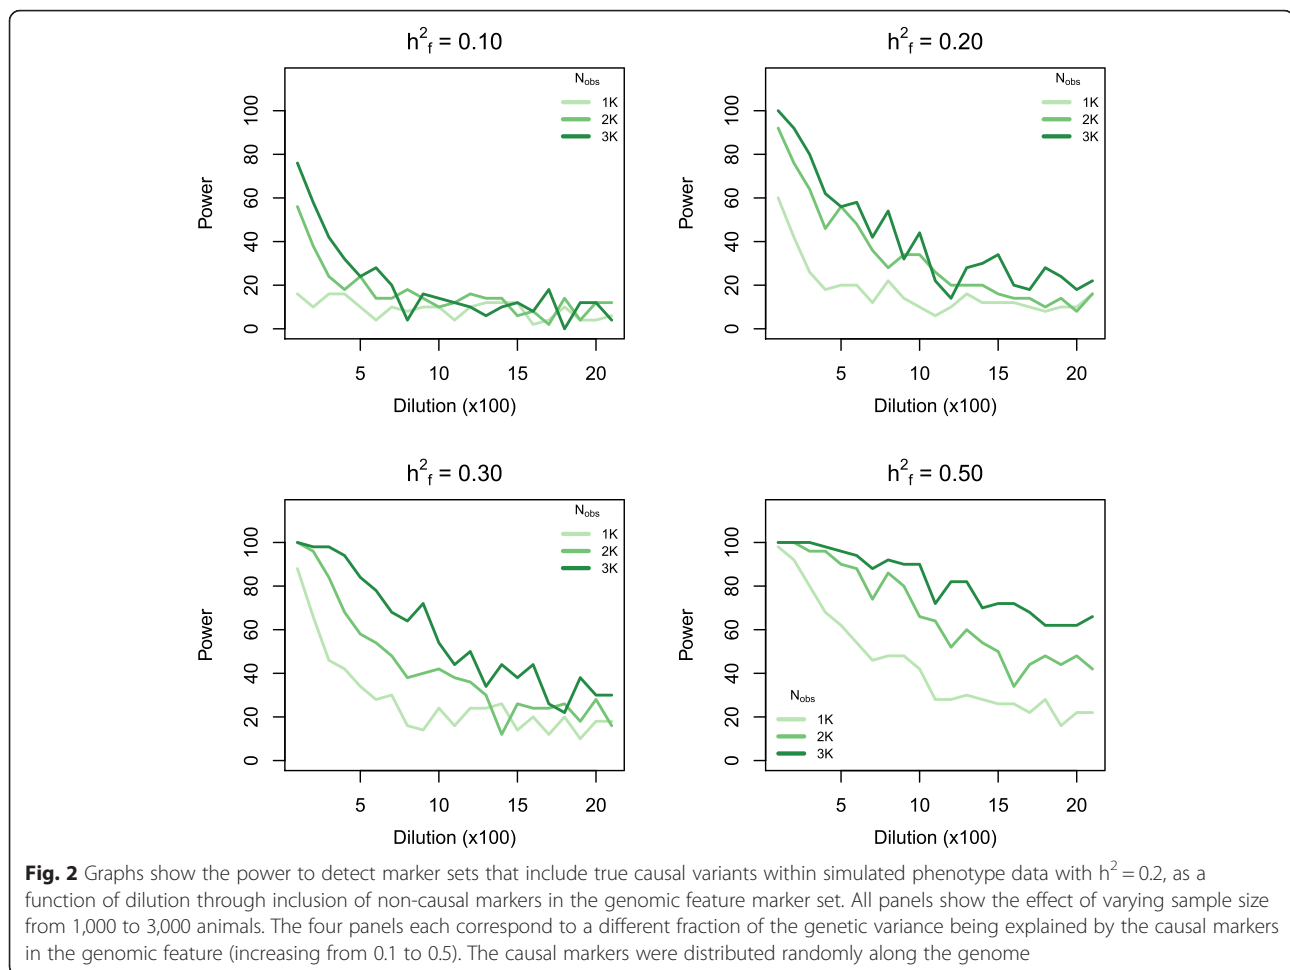 h²f = 0.10
Nobs
1K
2K
3K
100
80
60
40
20
0
Power
5 10 15 20
Dilution (x100)
h²f = 0.20
Nobs
1K
2K
3K
100
80
60
40
20
0
Power
5 10 15 20
Dilution (x100)
h²f = 0.30
Nobs
1K
2K
3K
100
80
60
40
20
0
Power
5 10 15 20
Dilution (x100)
h²f = 0.50
100
80
60
40
20
0
Power
Nobs
1K
2K
3K
5 10 15 20
Dilution (x100)
Fig. 2 Graphs show the power to detect marker sets that include true causal variants within simulated phenotype data with h² = 0.2, as a
function of dilution through inclusion of non-causal markers in the genomic feature marker set. All panels show the effect of varying sample size
from 1,000 to 3,000 animals. The four panels each correspond to a different fraction of the genetic variance being explained by the causal markers
in the genomic feature (increasing from 0.1 to 0.5). The causal markers were distributed randomly along the genome